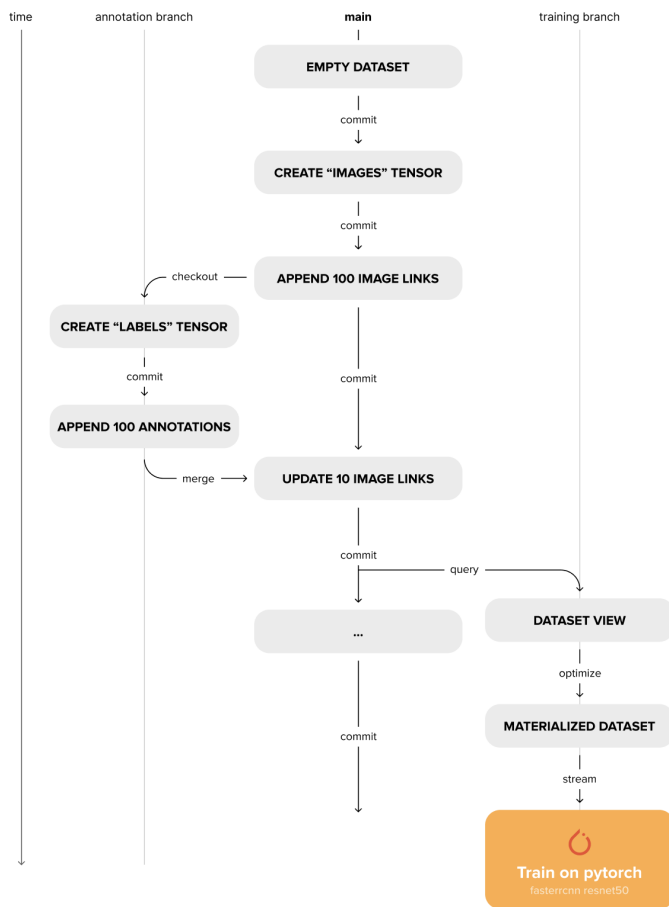 time annotation branch main training branch
EMPTY DATASET
commit
CREATE “IMAGES” TENSOR
commit
checkout APPEND 100 IMAGE LINKS
CREATE “LABELS” TENSOR
commit commit
APPEND 100 ANNOTATIONS
merge UPDATE 10 IMAGE LINKS
commit
query
... DATASET VIEW
optimize
MATERIALIZED DATASET
commit
stream
Train on pytorch
fasterrcnn resnet50